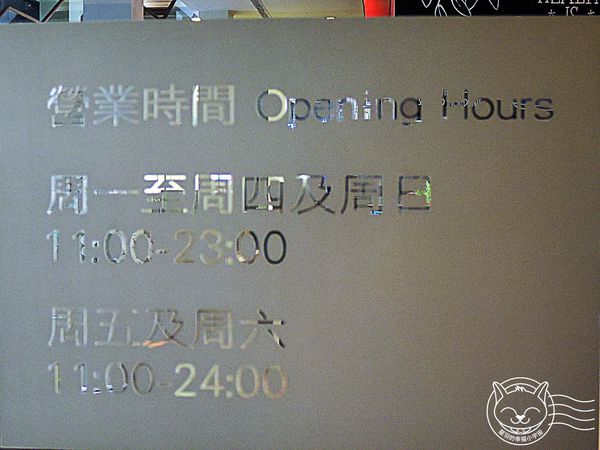 IS
營業時間 Opening Hours
周一至周四及周日
11:00-23:00
周五及周六
11:00-24:00